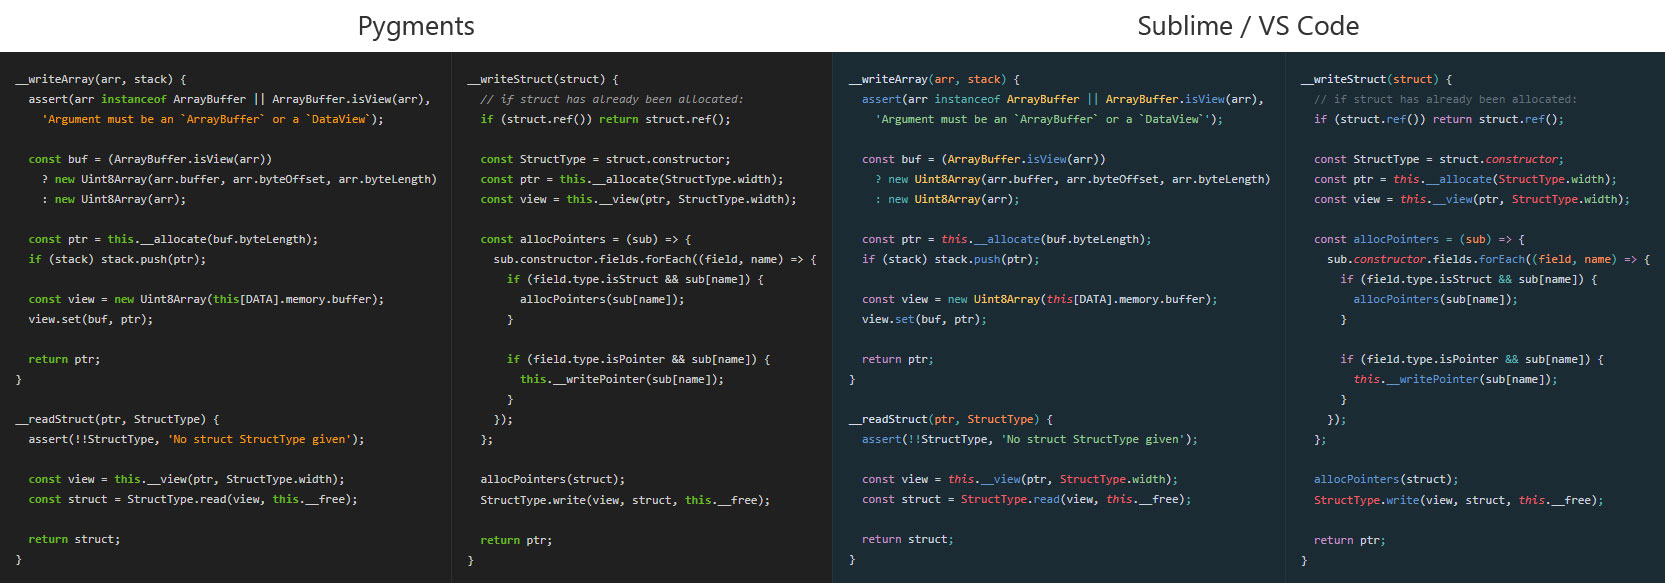 Pygments
__writeArray(arr, stack) {
  assert(arr instanceof ArrayBuffer || ArrayBuffer.isView(arr),
    'Argument must be an `ArrayBuffer` or a `DataView`);

  const buf = (ArrayBuffer.isView(arr))
    ? new Uint8Array(arr.buffer, arr.byteOffset, arr.byteLength)
    : new Uint8Array(arr);

  const ptr = this.__allocate(buf.byteLength);
  if (stack) stack.push(ptr);

  const view = new Uint8Array(this[DATA].memory.buffer);
  view.set(buf, ptr);

  return ptr;
}

__readStruct(ptr, StructType) {
  assert(!!StructType, 'No struct StructType given');

  const view = this.__view(ptr, StructType.width);
  const struct = StructType.read(view, this.__free);

  return struct;
}
__writeStruct(struct) {
  // if struct has already been allocated:
  if (struct.ref()) return struct.ref();

  const StructType = struct.constructor;
  const ptr = this.__allocate(StructType.width);
  const view = this.__view(ptr, StructType.width);

  const allocPointers = (sub) => {
    sub.constructor.fields.forEach((field, name) => {
      if (field.type.isStruct && sub[name]) {
        allocPointers(sub[name]);
      }

      if (field.type.isPointer && sub[name]) {
        this.__writePointer(sub[name]);
      }
    });
  };

  allocPointers(struct);
  StructType.write(view, struct, this.__free);

  return ptr;
}
Sublime / VS Code
__writeArray(arr, stack) {
  assert(arr instanceof ArrayBuffer || ArrayBuffer.isView(arr),
    'Argument must be an `ArrayBuffer` or a `DataView`');

  const buf = (ArrayBuffer.isView(arr))
    ? new Uint8Array(arr.buffer, arr.byteOffset, arr.byteLength)
    : new Uint8Array(arr);

  const ptr = this.__allocate(buf.byteLength);
  if (stack) stack.push(ptr);

  const view = new Uint8Array(this[DATA].memory.buffer);
  view.set(buf, ptr);

  return ptr;
}

__readStruct(ptr, StructType) {
  assert(!!StructType, 'No struct StructType given');

  const view = this.__view(ptr, StructType.width);
  const struct = StructType.read(view, this.__free);

  return struct;
}
__writeStruct(struct) {
  // if struct has already been allocated:
  if (struct.ref()) return struct.ref();

  const StructType = struct.constructor;
  const ptr = this.__allocate(StructType.width);
  const view = this.__view(ptr, StructType.width);

  const allocPointers = (sub) => {
    sub.constructor.fields.forEach((field, name) => {
      if (field.type.isStruct && sub[name]) {
        allocPointers(sub[name]);
      }

      if (field.type.isPointer && sub[name]) {
        this.__writePointer(sub[name]);
      }
    });
  };

  allocPointers(struct);
  StructType.write(view, struct, this.__free);

  return ptr;
}